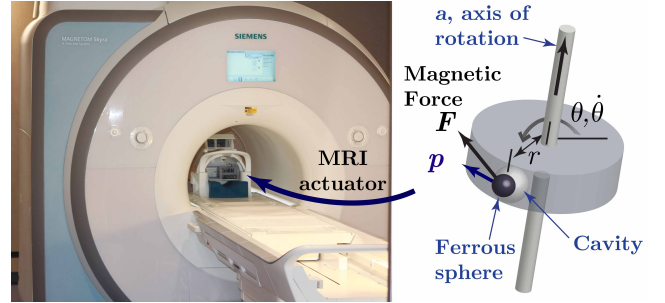 MAGNETOM Skyra
SIEMENS
MRI
actuator
a, axis of
rotation
Magnetic
Force
F
p
θ,θ̇
r
Ferrous
sphere
Cavity